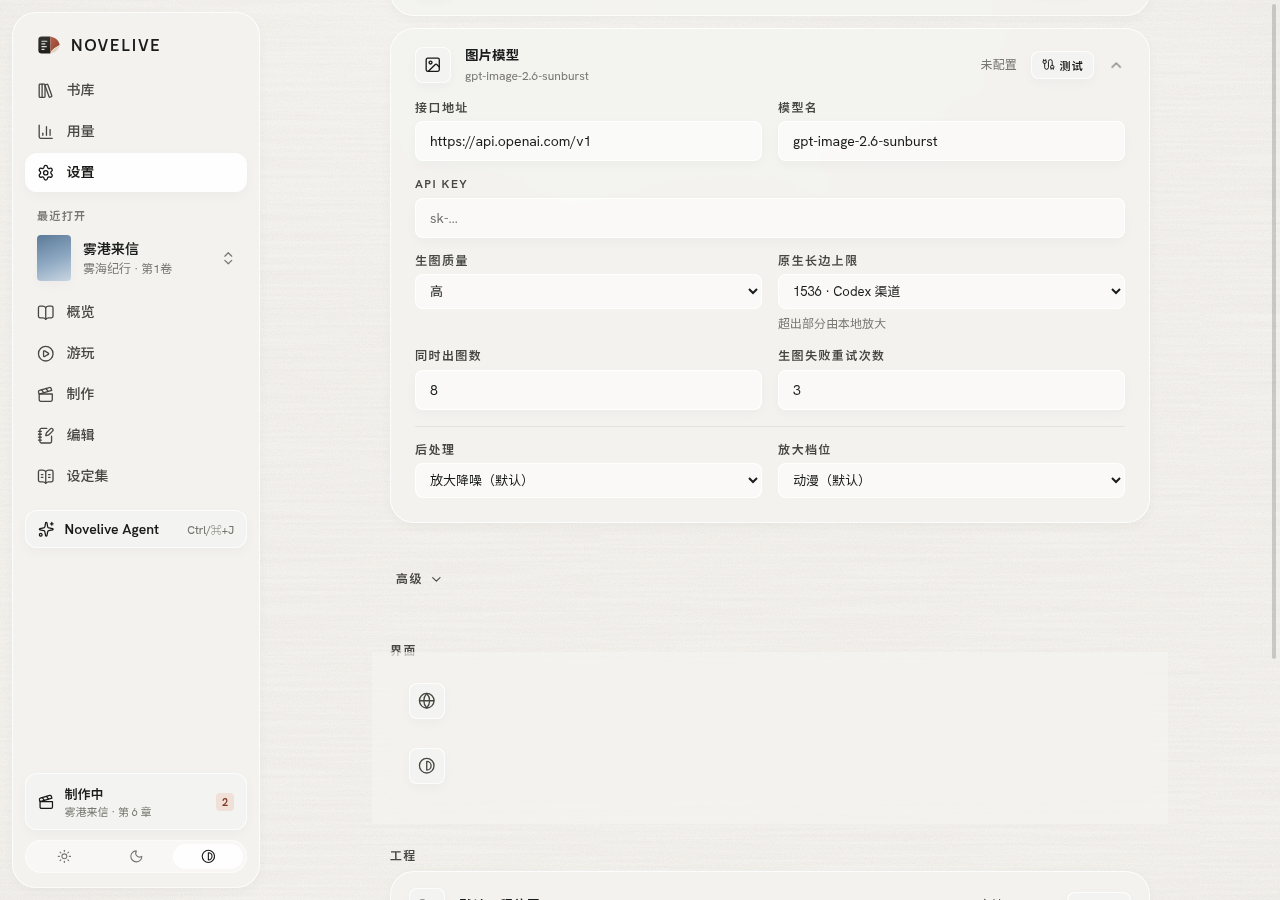 NOVELIVE
书库
用量
设置
最近打开
雾港来信
雾海纪行 · 第1卷
概览
游玩
制作
编辑
设定集
Novelive Agent
Ctrl/⌘+J
制作中
雾港来信 · 第 6 章
2
图片模型
gpt-image-2.6-sunburst
未配置
测试
接口地址
模型名
https://api.openai.com/v1
gpt-image-2.6-sunburst
API KEY
sk-...
生图质量
原生长边上限
高
1536 · Codex 渠道
超出部分由本地放大
同时出图数
生图失败重试次数
8
3
后处理
放大档位
放大降噪（默认）
动漫（默认）
高级
界面
工程